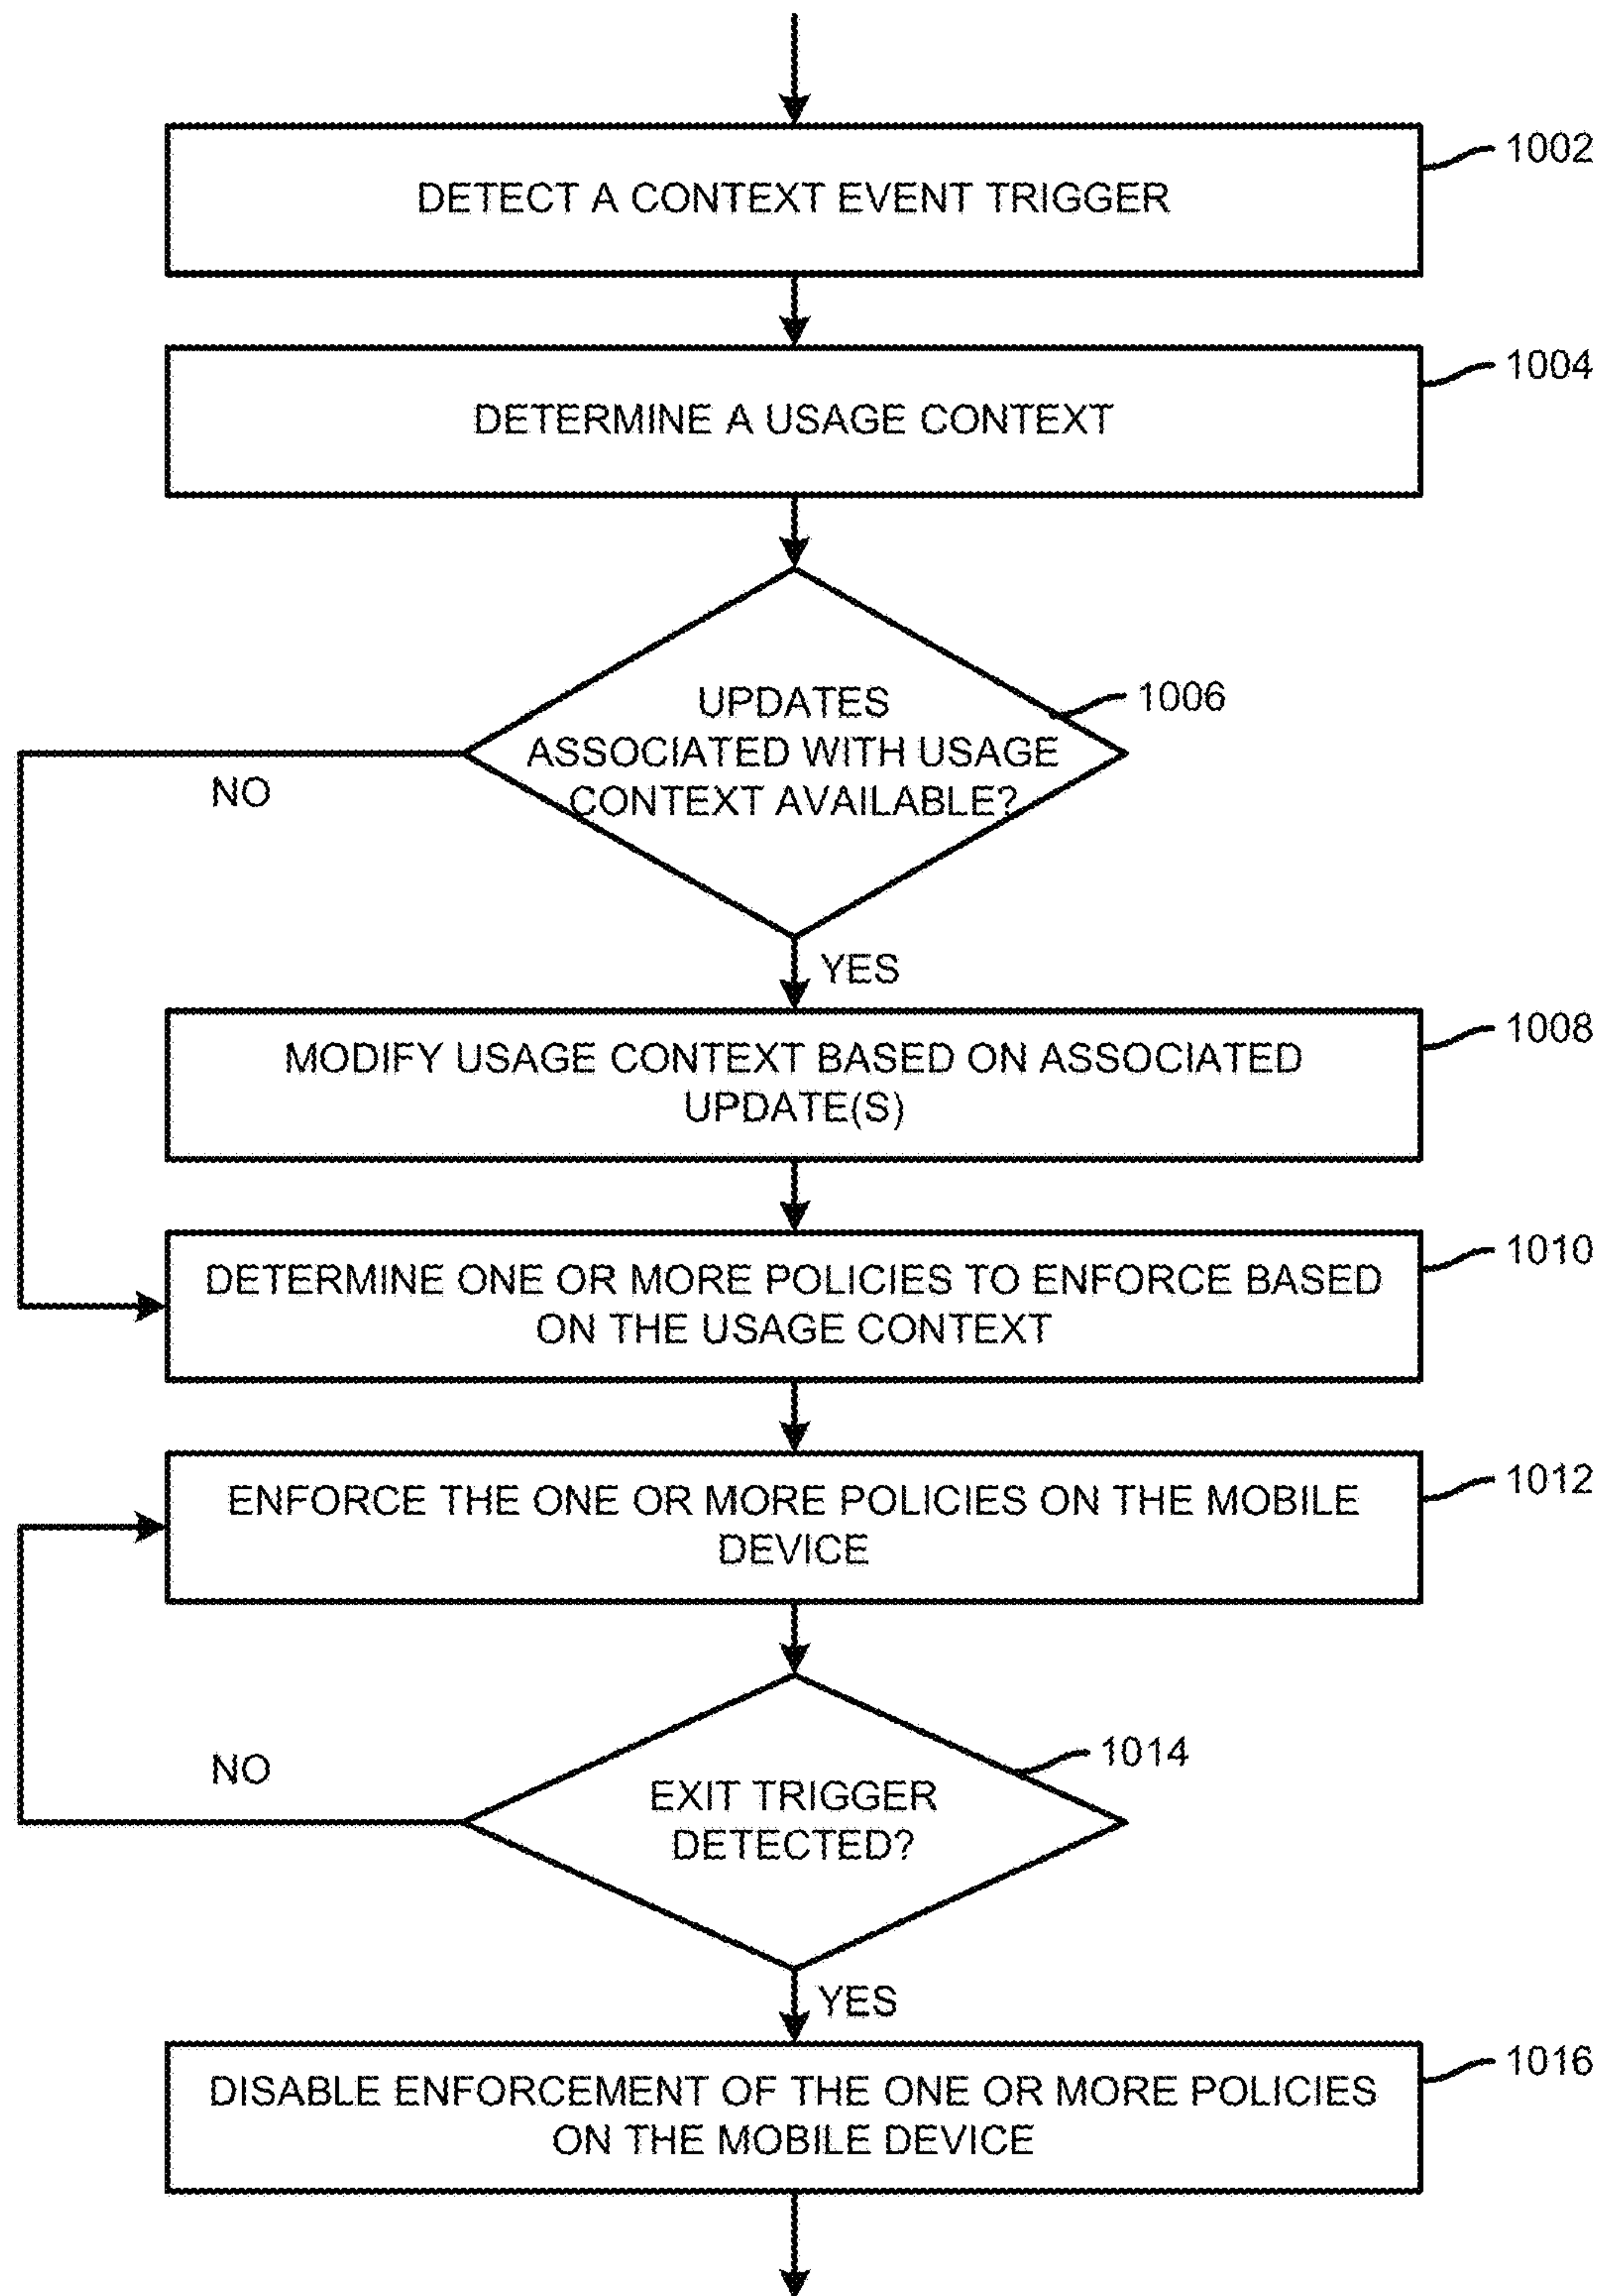 1002
DETECT A CONTEXT EVENT TRIGGER
1004
DETERMINE A USAGE CONTEXT
1006
UPDATES
ASSOCIATED WITH USAGE
CONTEXT AVAILABLE?
NO
YES
1008
MODIFY USAGE CONTEXT BASED ON ASSOCIATED
UPDATE(S)
1010
DETERMINE ONE OR MORE POLICIES TO ENFORCE BASED
ON THE USAGE CONTEXT
1012
ENFORCE THE ONE OR MORE POLICIES ON THE MOBILE
DEVICE
1014
NO
EXIT TRIGGER
DETECTED?
YES
1016
DISABLE ENFORCEMENT OF THE ONE OR MORE POLICIES
ON THE MOBILE DEVICE